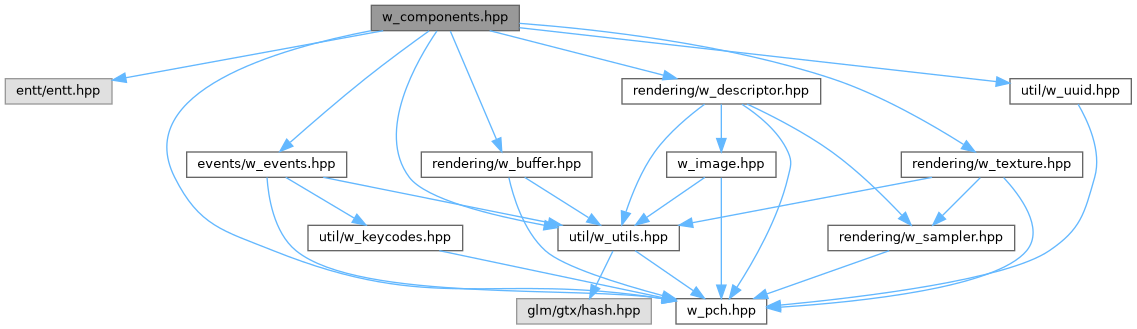 w_components.hpp
entt/entt.hpp
rendering/w_descriptor.hpp
util/w_uuid.hpp
events/w_events.hpp
rendering/w_buffer.hpp
w_image.hpp
rendering/w_texture.hpp
util/w_keycodes.hpp
util/w_utils.hpp
rendering/w_sampler.hpp
glm/gtx/hash.hpp
w_pch.hpp